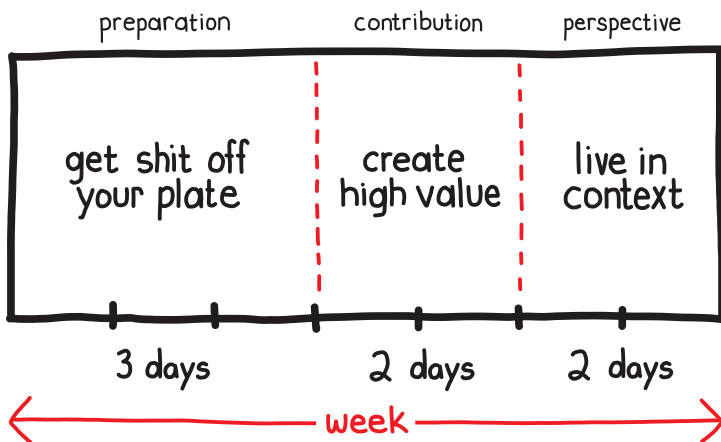 preparation
contribution
perspective
get shit off
your plate
create
high value
live in
context
3 days
2 days
2 days
week